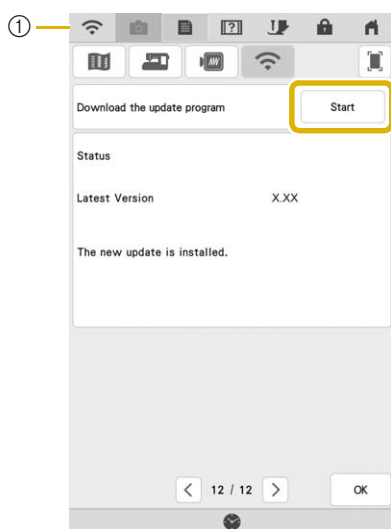 ①
Download the update program
Start
Status
Latest Version X.XX
The new update is installed.
12 / 12
OK